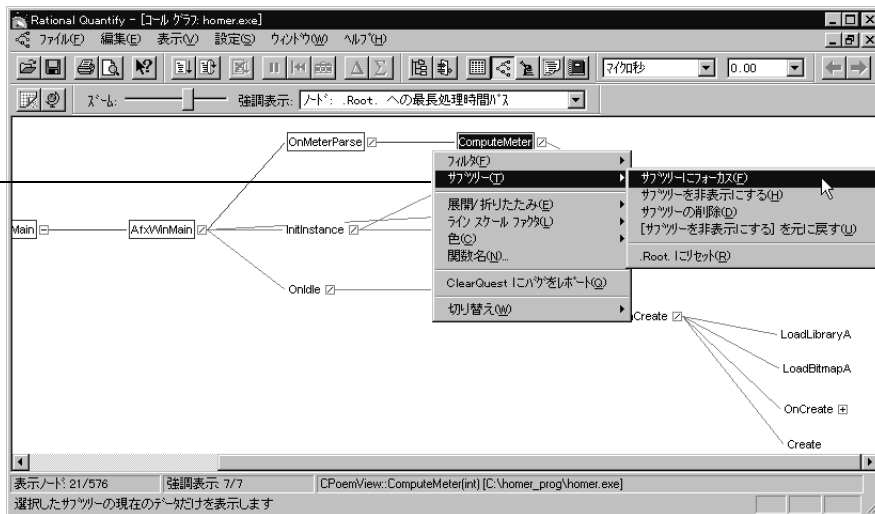 Rational Quantify - [コール グラフ: homer.exe]
ファイル(F) 編集(E) 表示(V) 設定(S) ウィンドウ(W) ヘルプ(H)
マイクロ秒 0.00
ズーム: 強調表示: ノード: .Root. への最長処理時間パス
OnMeterParse
ComputeMeter
フィルタ(F)
サブツリー(T)
サブツリーにフォーカス(F)
サブツリーを非表示にする(H)
サブツリーの削除(D)
[サブツリーを非表示にする] を元に戻す(U)
.Root. にリセット(R)
展開/折りたたみ(E)
ライン スケール ファクタ(L)
色(C)
関数名(N)...
ClearQuest にバグをレポート(Q)
切り替え(W)
Main
AfxWinMain
InitInstance
OnIdle
Create
LoadLibraryA
LoadBitmapA
OnCreate
Create
表示ノード: 21/576 強調表示: 7/7 CPoemView::ComputeMeter(int) [C:\homer_prog\homer.exe]
選択したサブツリーの現在のデータだけを表示します